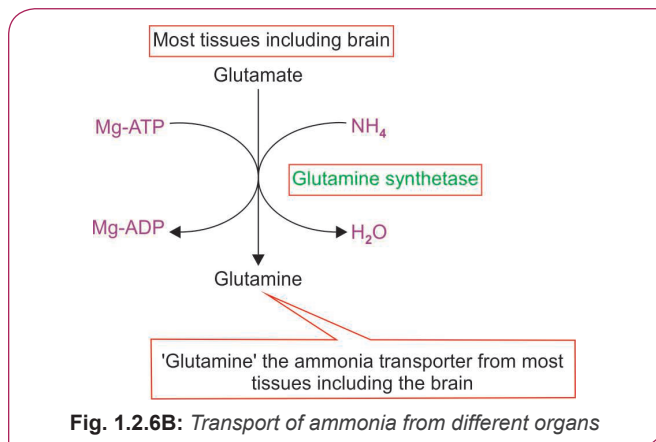 Most tissues including brain
Glutamate
Mg-ATP
NH₄
Glutamine synthetase
Mg-ADP
H₂O
Glutamine
'Glutamine' the ammonia transporter from most
tissues including the brain
Fig. 1.2.6B: Transport of ammonia from different organs